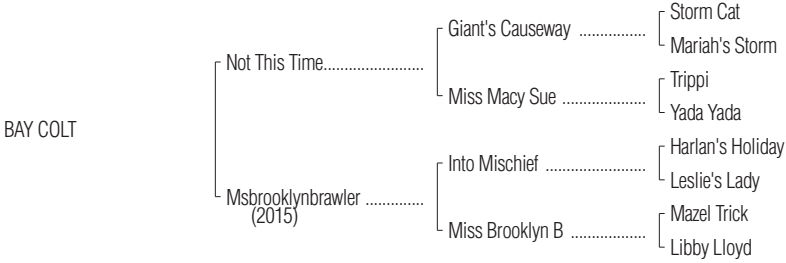 Storm Cat
Giant's Causeway ................
Mariah's Storm
Not This Time.......................
Trippi
Miss Macy Sue ....................
Yada Yada
BAY COLT
Harlan's Holiday
Into Mischief ........................
Leslie's Lady
Msbrooklynbrawler ..............
(2015)
Mazel Trick
Miss Brooklyn B ..................
Libby Lloyd